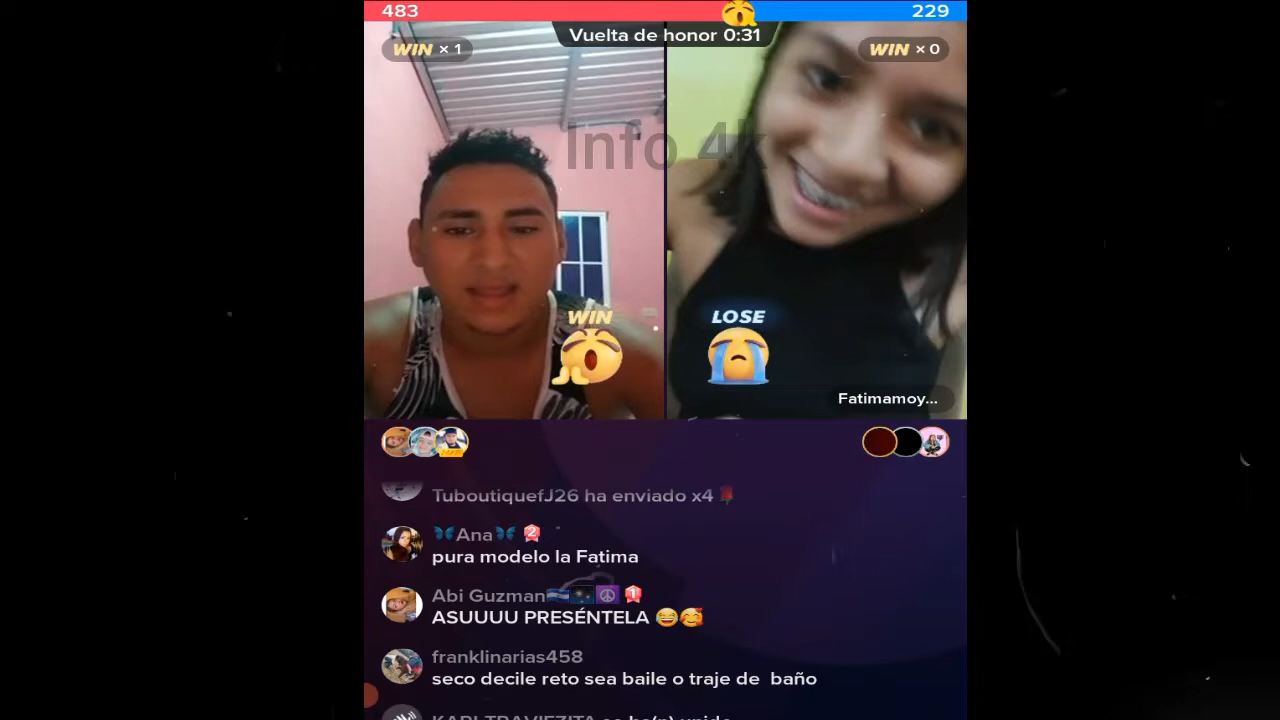 483
229
Vuelta de honor 0:31
WIN × 1
WIN × 0
Info 4k
WIN
LOSE
Fatimamoy...
TuboutiquefJ26 ha enviado x4
Ana 2
pura modelo la Fatima
Abi Guzman 1
ASUUUU PRESÉNTELA
franklinarias458
seco decile reto sea baile o traje de baño